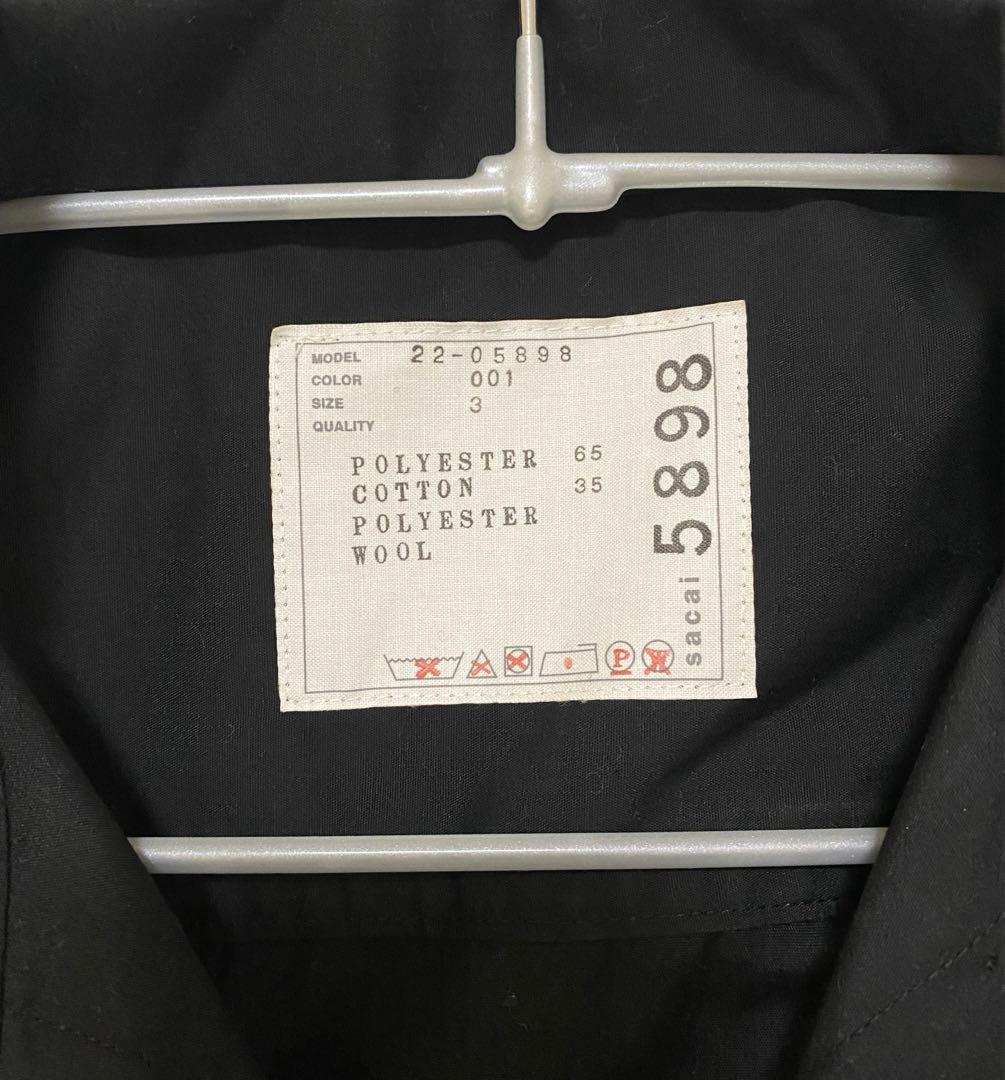 MODEL 22-05898
COLOR 001
SIZE 3
QUALITY
POLYESTER 65
COTTON 35
POLYESTER
WOOL
P
W
sacai 5898